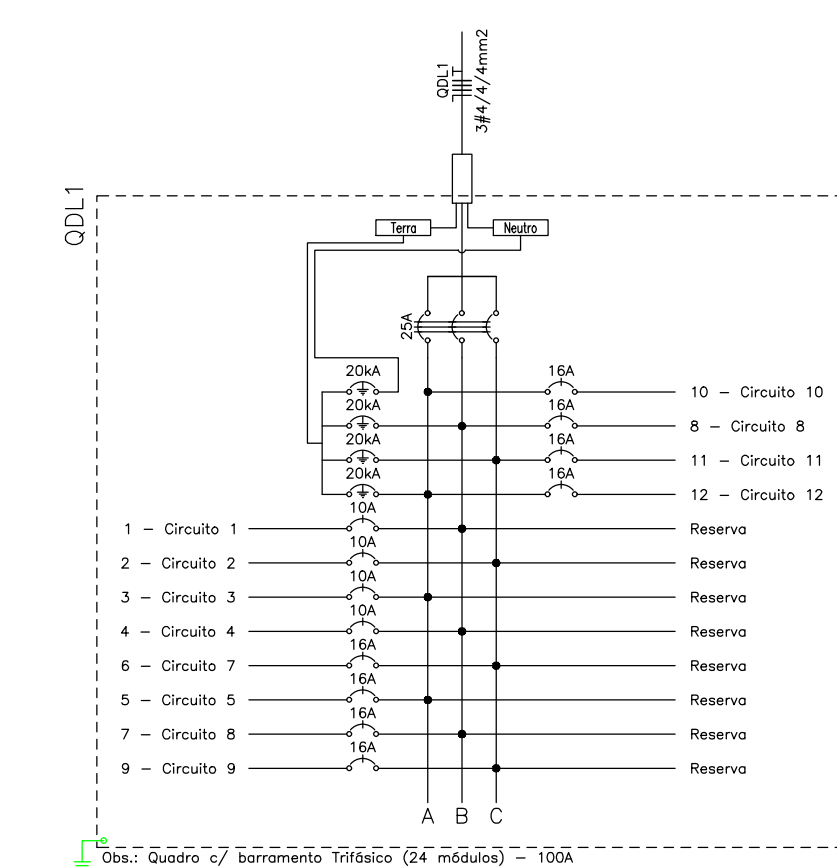 QDL1
3#4/4/4mm2
QDL1
Terra
Neutro
25A
20kA
16A
10 - Circuito 10
20kA
16A
8 - Circuito 8
20kA
16A
11 - Circuito 11
20kA
16A
12 - Circuito 12
10A
1 - Circuito 1
Reserva
10A
2 - Circuito 2
Reserva
10A
3 - Circuito 3
Reserva
10A
4 - Circuito 4
Reserva
16A
6 - Circuito 7
Reserva
16A
5 - Circuito 5
Reserva
16A
7 - Circuito 8
Reserva
16A
9 - Circuito 9
Reserva
A B C
Obs.: Quadro c/ barramento Trifásico (24 módulos) - 100A